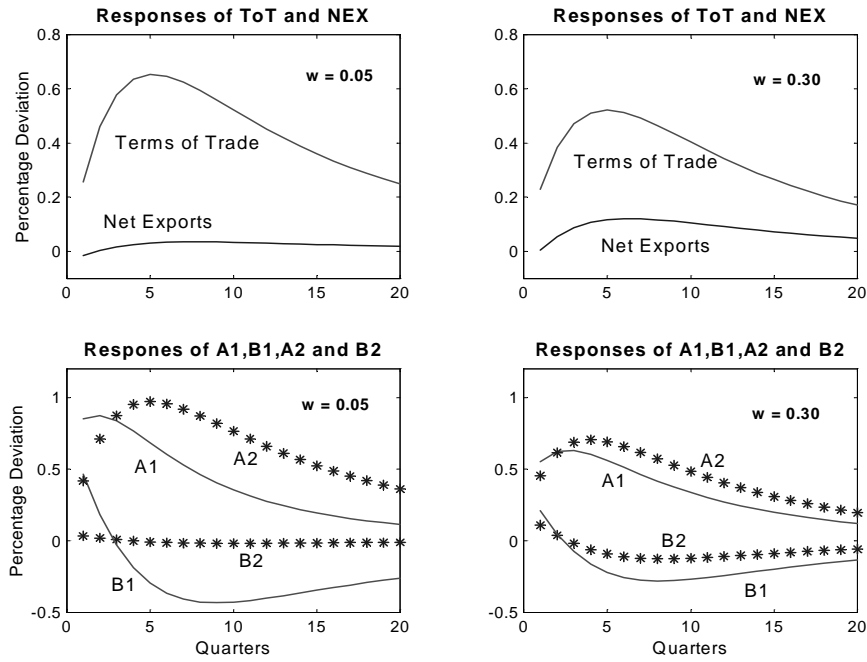 Responses of ToT and NEX
Percentage Deviation
0.8
0.6
0.4
0.2
0
w = 0.05
Terms of Trade
Net Exports
0 5 10 15 20
Responses of ToT and NEX
0.8
0.6
0.4
0.2
0
w = 0.30
Terms of Trade
Net Exports
0 5 10 15 20
Respones of A1,B1,A2 and B2
Percentage Deviation
1
0.5
0
-0.5
w = 0.05
A2
A1
B2
B1
0 5 10 15 20
Quarters
Responses of A1,B1,A2 and B2
1
0.5
0
-0.5
w = 0.30
A2
A1
B2
B1
0 5 10 15 20
Quarters